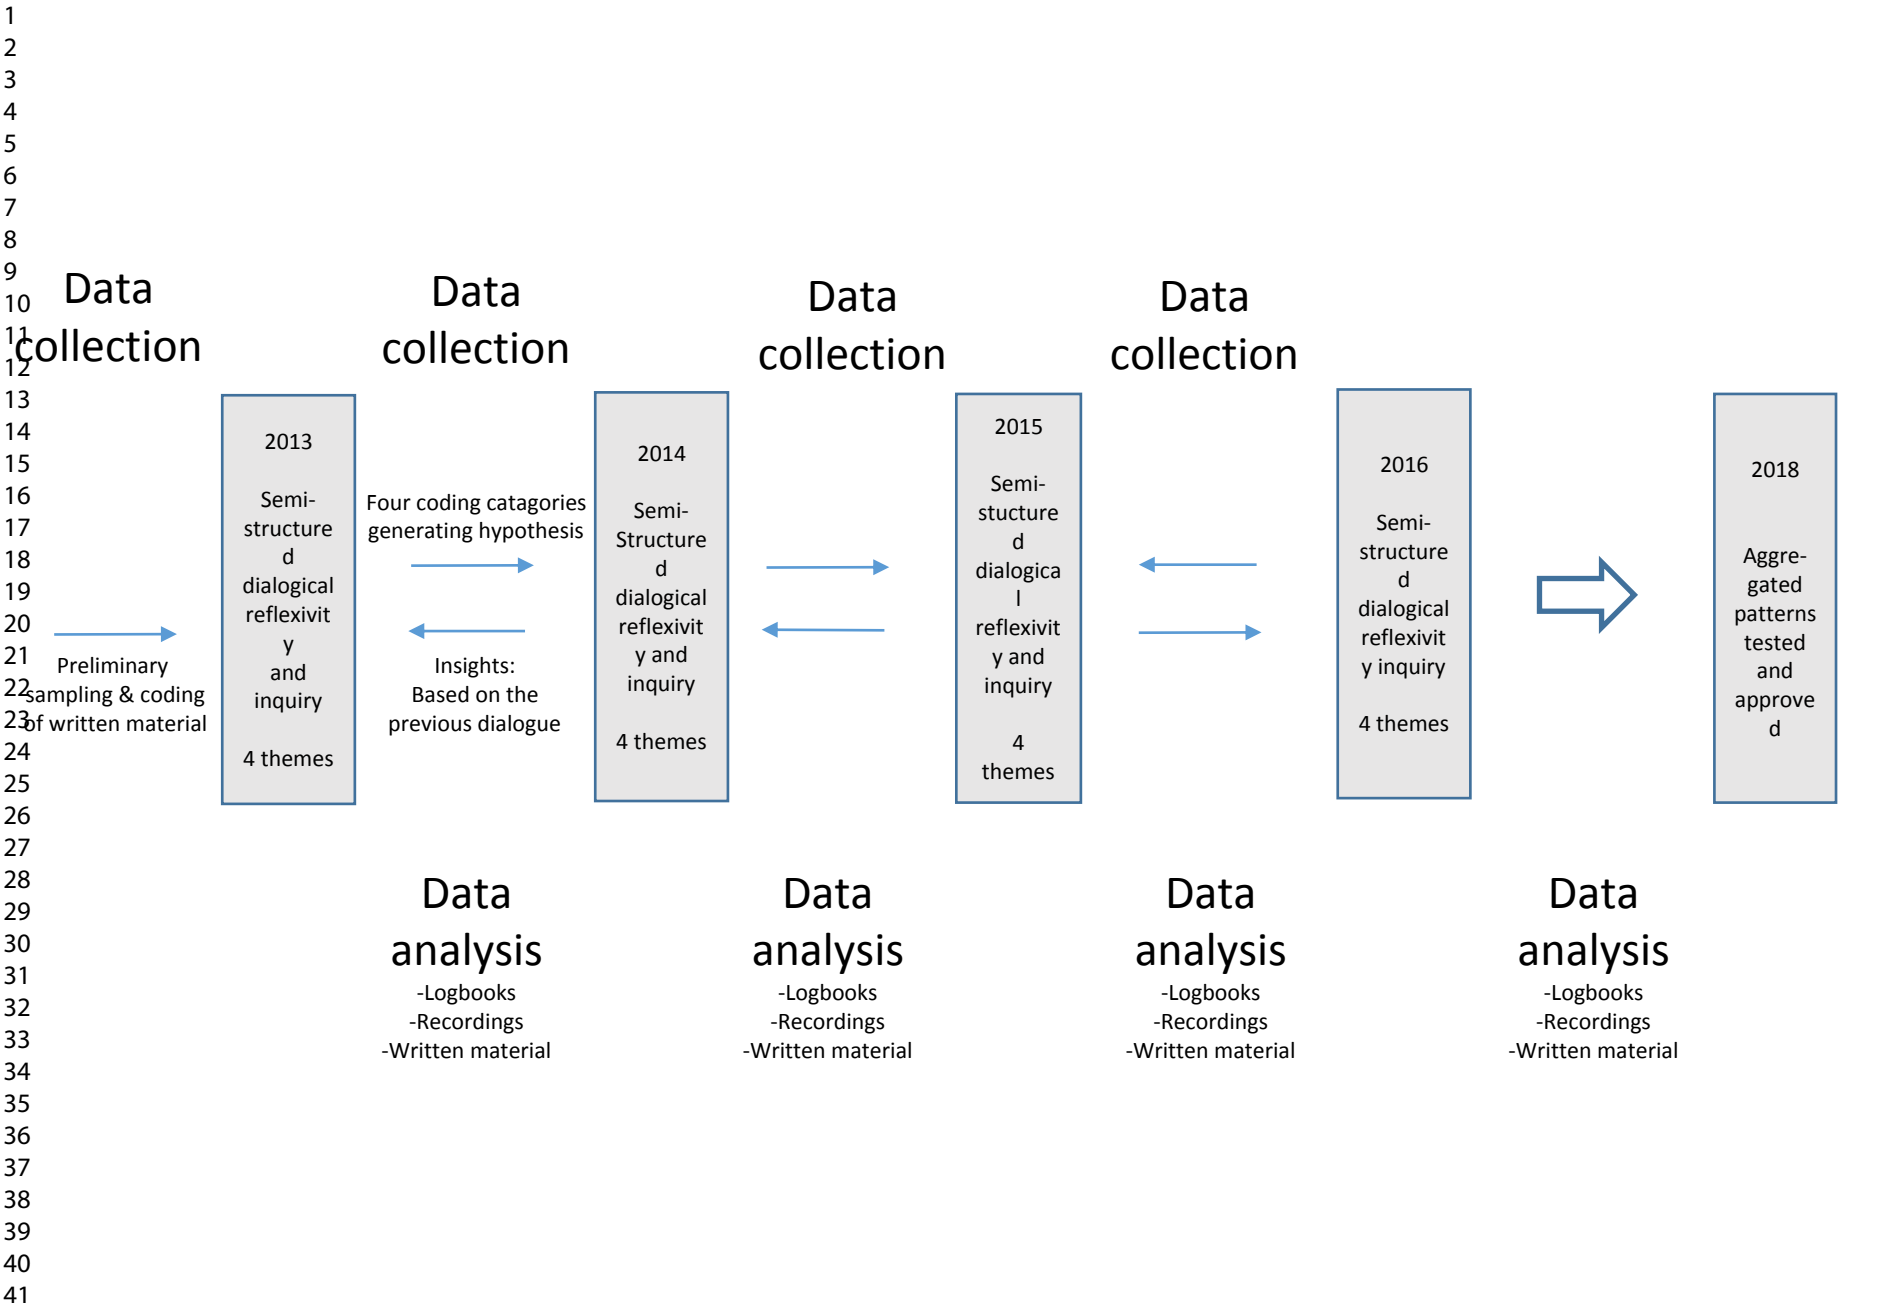 1
2
3
4
5
6
7
8
9
10
11
12
13
14
15
16
17
18
19
20
21
22
23
24
25
26
27
28
29
30
31
32
33
34
35
36
37
38
39
40
41
Data
collection
Data
collection
Data
collection
Data
collection
Preliminary
sampling & coding
of written material
2013
Semi-
structure
d
dialogical
reflexivit
y
and
inquiry
4 themes
Four coding catagories
generating hypothesis
Insights:
Based on the
previous dialogue
2014
Semi-
Structure
d
dialogical
reflexivit
y and
inquiry
4 themes
2015
Semi-
stucture
d
dialogica
l
reflexivit
y and
inquiry
4
themes
2016
Semi-
structure
d
dialogical
reflexivit
y inquiry
4 themes
2018
Aggre-
gated
patterns
tested
and
approve
d
Data
analysis
-Logbooks
-Recordings
-Written material
Data
analysis
-Logbooks
-Recordings
-Written material
Data
analysis
-Logbooks
-Recordings
-Written material
Data
analysis
-Logbooks
-Recordings
-Written material